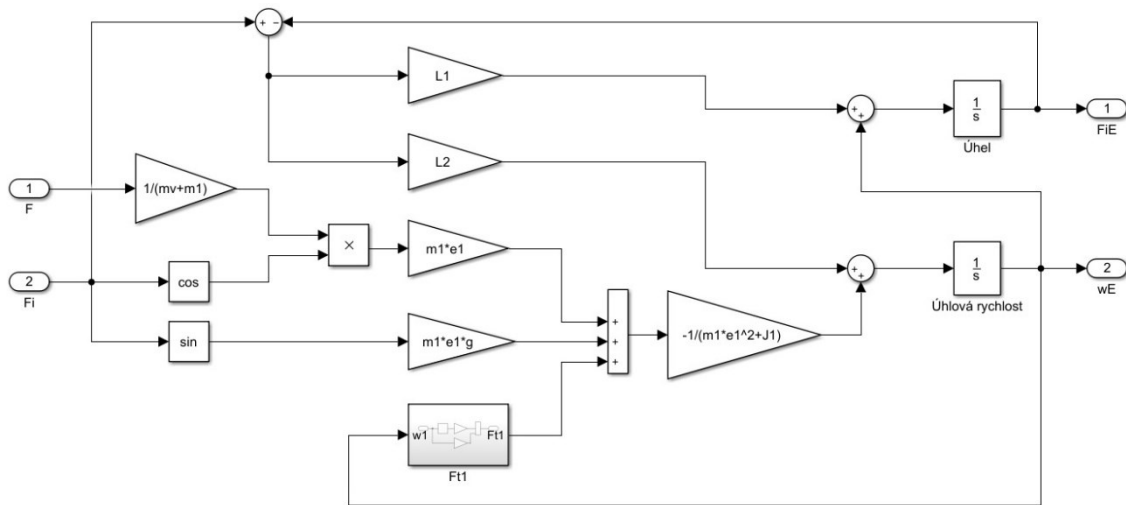 + −
L1
+
+
1
s
Úhel
1
FiE
L2
1
F
1/(mv+m1)
×
m1*e1
2
Fi
cos
sin
m1*e1*g
+
+
+
-1/(m1*e1^2+J1)
+
+
1
s
Úhlová rychlost
2
wE
w1
Ft1
Ft1